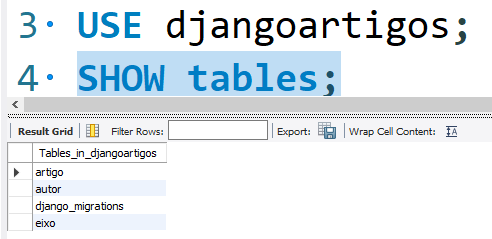 3 USE djangoartigos;
4 SHOW tables;
Result Grid Filter Rows: Export: Wrap Cell Content:
Tables_in_djangoartigos
artigo
autor
django_migrations
eixo